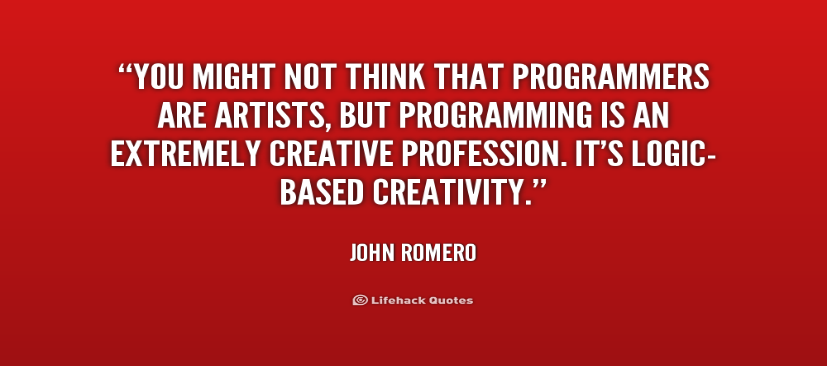 “YOU MIGHT NOT THINK THAT PROGRAMMERS
ARE ARTISTS, BUT PROGRAMMING IS AN
EXTREMELY CREATIVE PROFESSION. IT’S LOGIC-
BASED CREATIVITY.”
JOHN ROMERO
Lifehack Quotes